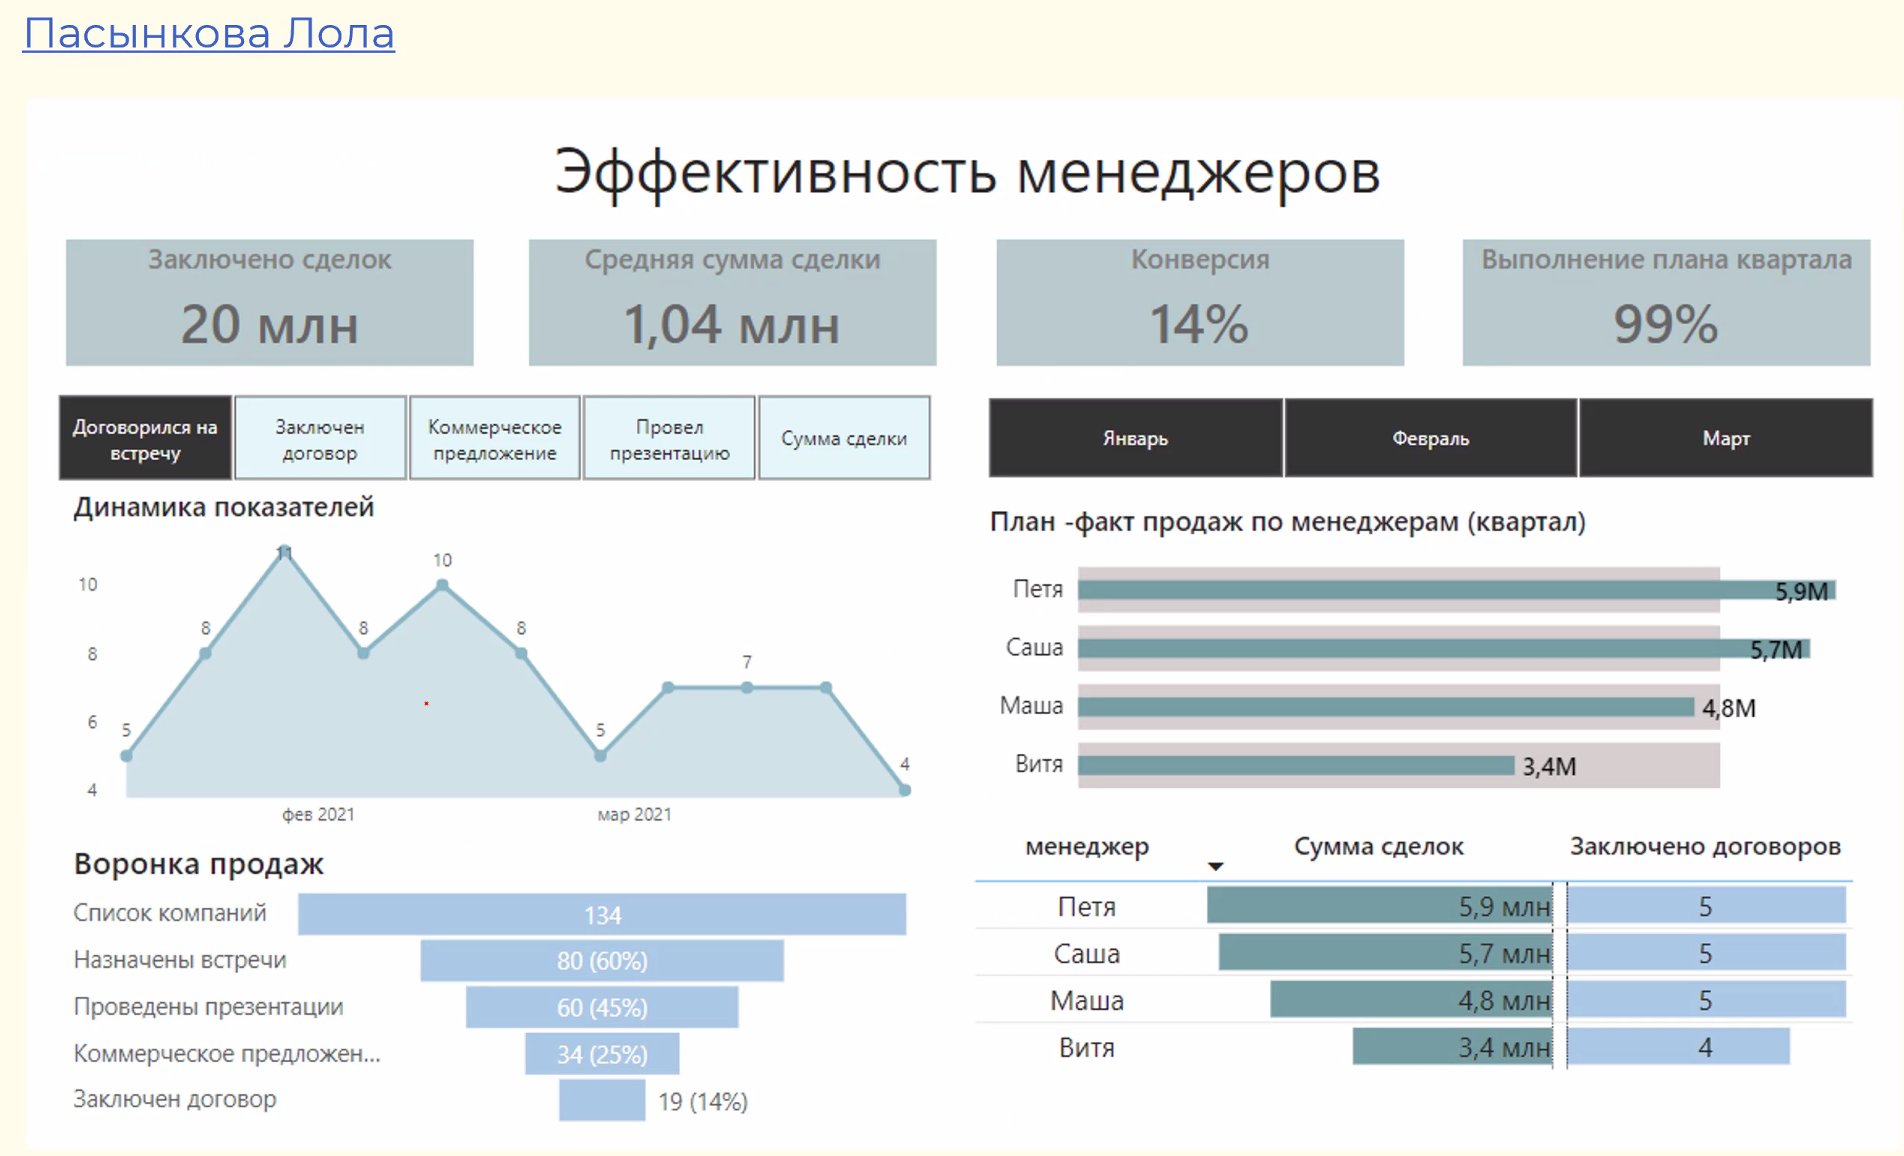 Пасынкова Лола
Эффективность менеджеров
Заключено сделок
20 млн
Средняя сумма сделки
1,04 млн
Конверсия
14%
Выполнение плана квартала
99%
Договорился на
встречу
Заключен
договор
Коммерческое
предложение
Провел
презентацию
Сумма сделки
Январь
Февраль
Март
Динамика показателей
10
8
6
4
5
8
11
8
10
8
5
7
4
фев 2021
мар 2021
План -факт продаж по менеджерам (квартал)
Петя 5,9М
Саша 5,7М
Маша 4,8М
Витя 3,4М
Воронка продаж
Список компаний 134
Назначены встречи 80 (60%)
Проведены презентации 60 (45%)
Коммерческое предложен... 34 (25%)
Заключен договор 19 (14%)
менеджер Сумма сделок Заключено договоров
Петя 5,9 млн 5
Саша 5,7 млн 5
Маша 4,8 млн 5
Витя 3,4 млн 4